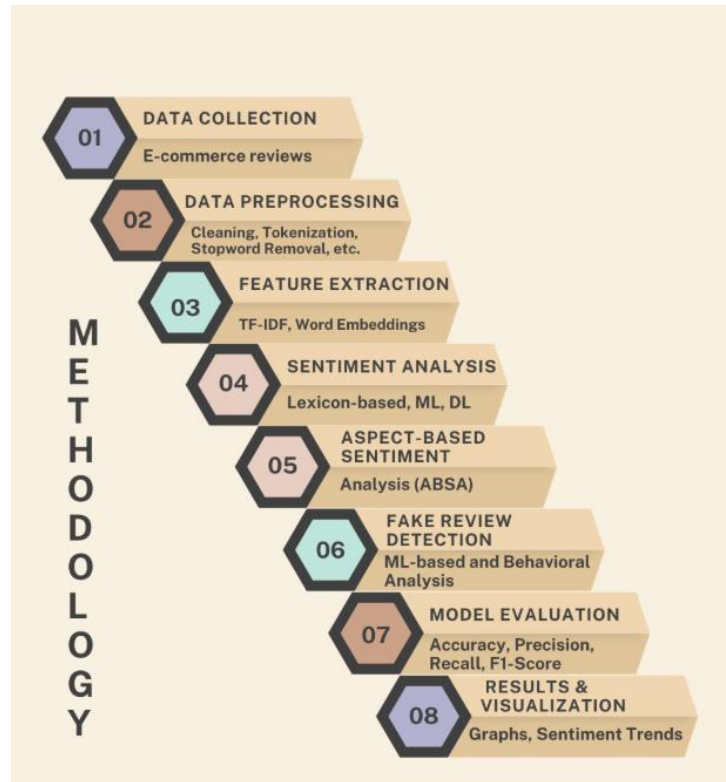 01
DATA COLLECTION
E-commerce reviews
02
DATA PREPROCESSING
Cleaning, Tokenization,
Stopword Removal, etc.
03
FEATURE EXTRACTION
TF-IDF, Word Embeddings
04
SENTIMENT ANALYSIS
Lexicon-based, ML, DL
05
ASPECT-BASED
SENTIMENT
Analysis (ABSA)
06
FAKE REVIEW
DETECTION
ML-based and Behavioral
Analysis
07
MODEL EVALUATION
Accuracy, Precision,
Recall, F1-Score
08
RESULTS &
VISUALIZATION
Graphs, Sentiment Trends
METHODOLOGY